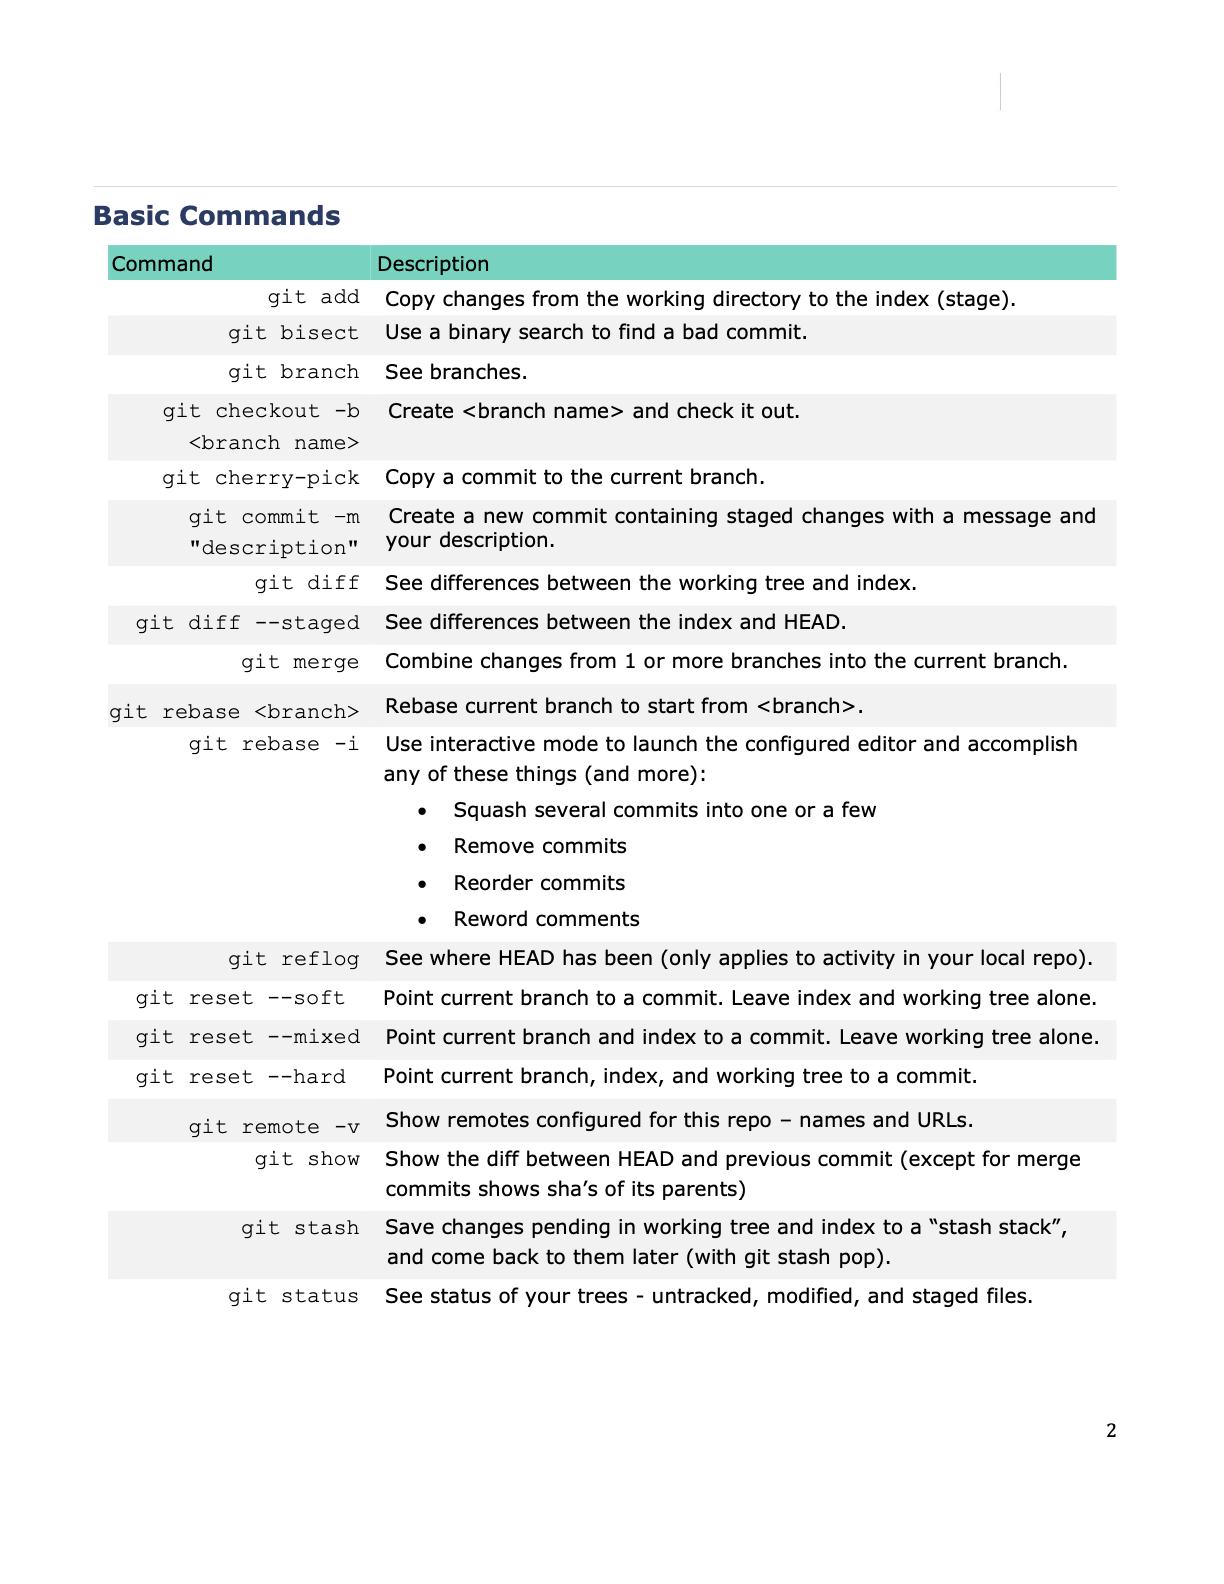 Basic Commands
Command Description
git add Copy changes from the working directory to the index (stage).
git bisect Use a binary search to find a bad commit.
git branch See branches.
git checkout -b Create <branch name> and check it out.
<branch name>
git cherry-pick Copy a commit to the current branch.
git commit –m Create a new commit containing staged changes with a message and
"description" your description.
git diff See differences between the working tree and index.
git diff --staged See differences between the index and HEAD.
git merge Combine changes from 1 or more branches into the current branch.
git rebase <branch> Rebase current branch to start from <branch>.
git rebase -i Use interactive mode to launch the configured editor and accomplish
any of these things (and more):
• Squash several commits into one or a few
• Remove commits
• Reorder commits
• Reword comments
git reflog See where HEAD has been (only applies to activity in your local repo).
git reset --soft Point current branch to a commit. Leave index and working tree alone.
git reset --mixed Point current branch and index to a commit. Leave working tree alone.
git reset --hard Point current branch, index, and working tree to a commit.
git remote -v Show remotes configured for this repo – names and URLs.
git show Show the diff between HEAD and previous commit (except for merge
commits shows sha’s of its parents)
git stash Save changes pending in working tree and index to a “stash stack”,
and come back to them later (with git stash pop).
git status See status of your trees - untracked, modified, and staged files.
2